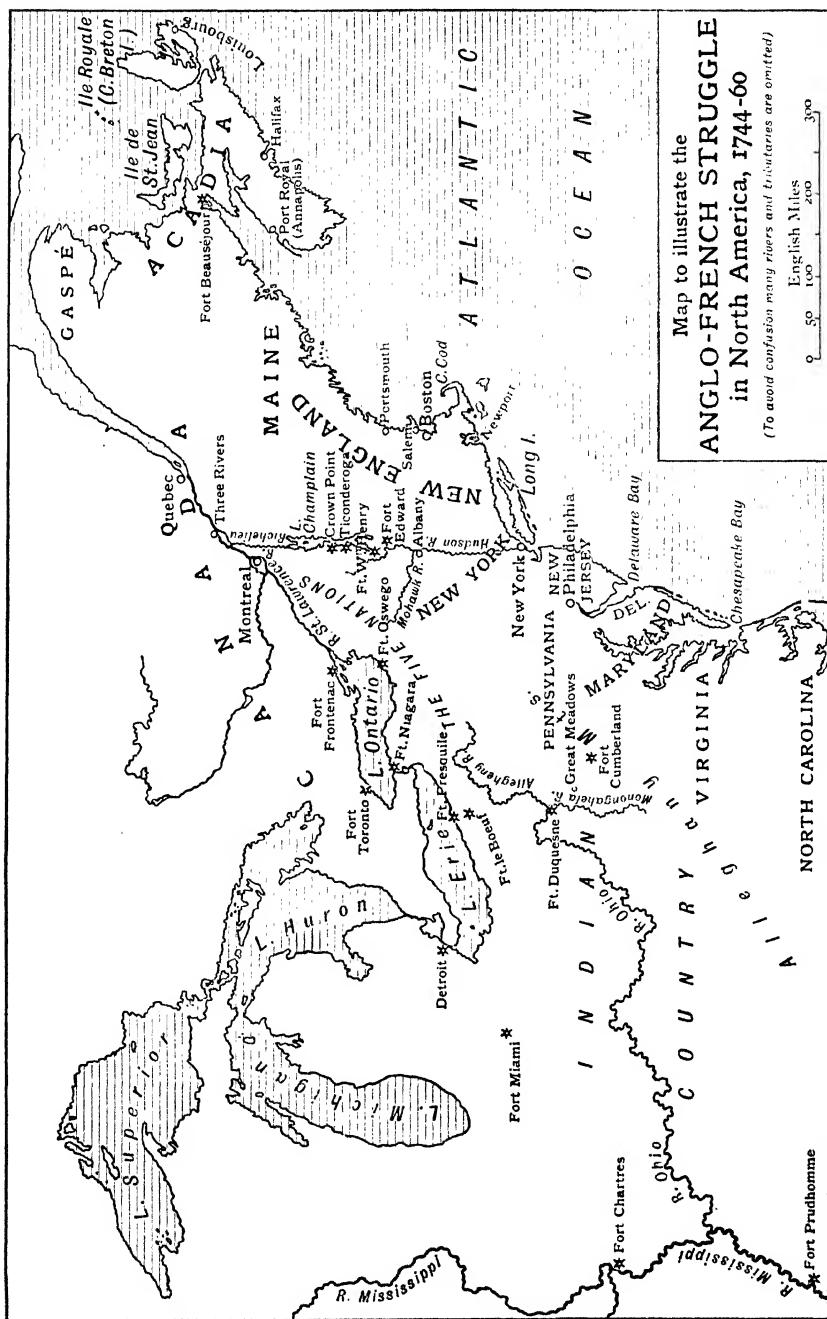 Map to illustrate the
ANGLO-FRENCH STRUGGLE
in North America, 1744-60
(To avoid confusion many rivers and tributaries are omitted)
English Miles
0 50 100 200 300
L. Superior
L. Michigan
L. Huron
L. Erie
L. Ontario
R. Mississippi
R. Mississippi
R. Ohio
R. Ohio
Fort Chartres
Fort Prudhomme
Fort Miami
Detroit
Fort Toronto
Fort Frontenac
Ft. Niagara
Ft. Oswego
Ft. Presquile
Ft. le Boeuf
Ft. Duquesne
Allegheny R.
Monongahela
Great Meadows
Fort Cumberland
INDIAN
COUNTRY
Alleghany
M
S.
THE FIVE NATIONS
CANADA
Montreal
Three Rivers
Quebec
R. St. Lawrence
Richelieu
L. Champlain
Crown Point
Ticonderoga
Ft. Wm Henry
Fort Edward
Albany
Mohawk R.
Hudson R.
NEW YORK
New York
Long I.
NEW JERSEY
PENNSYLVANIA
Philadelphia
DEL.
Delaware Bay
MARYLAND
Chesapcake Bay
VIRGINIA
NORTH CAROLINA
NEW ENGLAND
MAINE
Portsmouth
Salem
Boston
C. Cod
Newport
GASPÉ
ACADIA
Fort Beauséjour
Port Royal
(Annapolis)
Halifax
Ile de
St. Jean
Ile Royale
(C. Breton I.)
Louisbourg
ATLANTIC
OCEAN